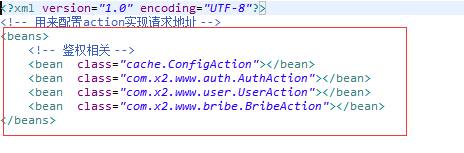 <?xml version="1.0" encoding="UTF-8"?>
<!-- 用来配置action实现请求地址 -->
<beans>
<!-- 鉴权相关 -->
<bean  class="cache.ConfigAction"></bean>
<bean  class="com.x2.www.auth.AuthAction"></bean>
<bean  class="com.x2.www.user.UserAction"></bean>
<bean  class="com.x2.www.bribe.BribeAction"></bean>
</beans>